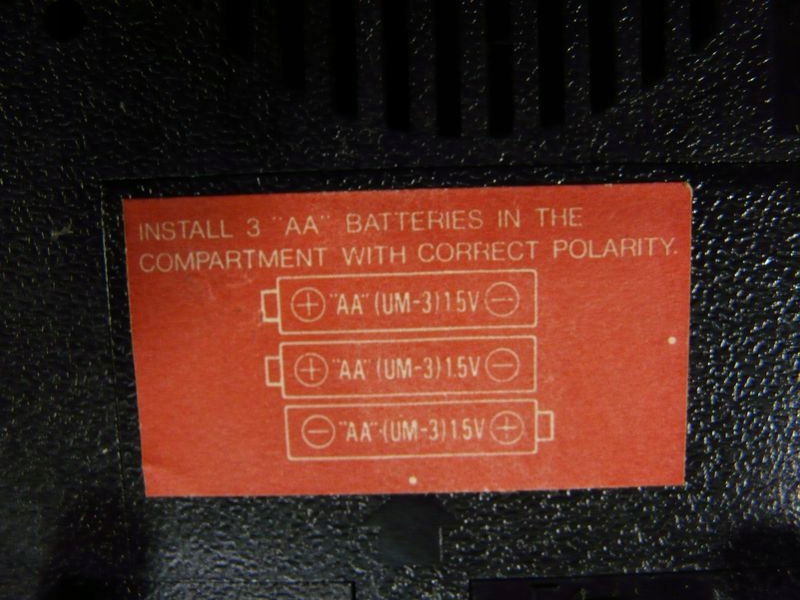 INSTALL 3 "AA" BATTERIES IN THE
COMPARTMENT WITH CORRECT POLARITY.
+ "AA" (UM-3) 1.5V −
+ "AA" (UM-3) 1.5V −
− "AA" (UM-3) 1.5V +